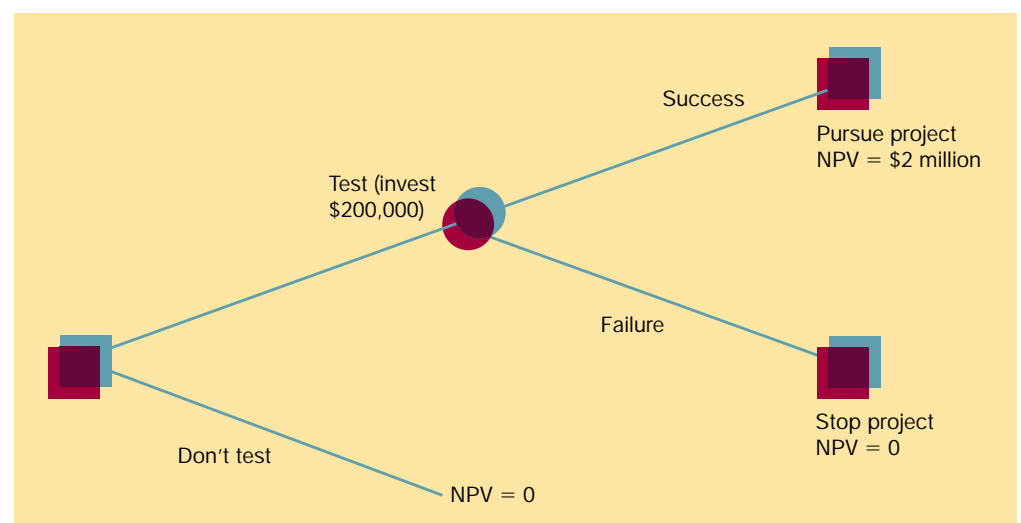 Success
Pursue project
NPV = $2 million
Test (invest
$200,000)
Failure
Stop project
NPV = 0
Don't test
NPV = 0